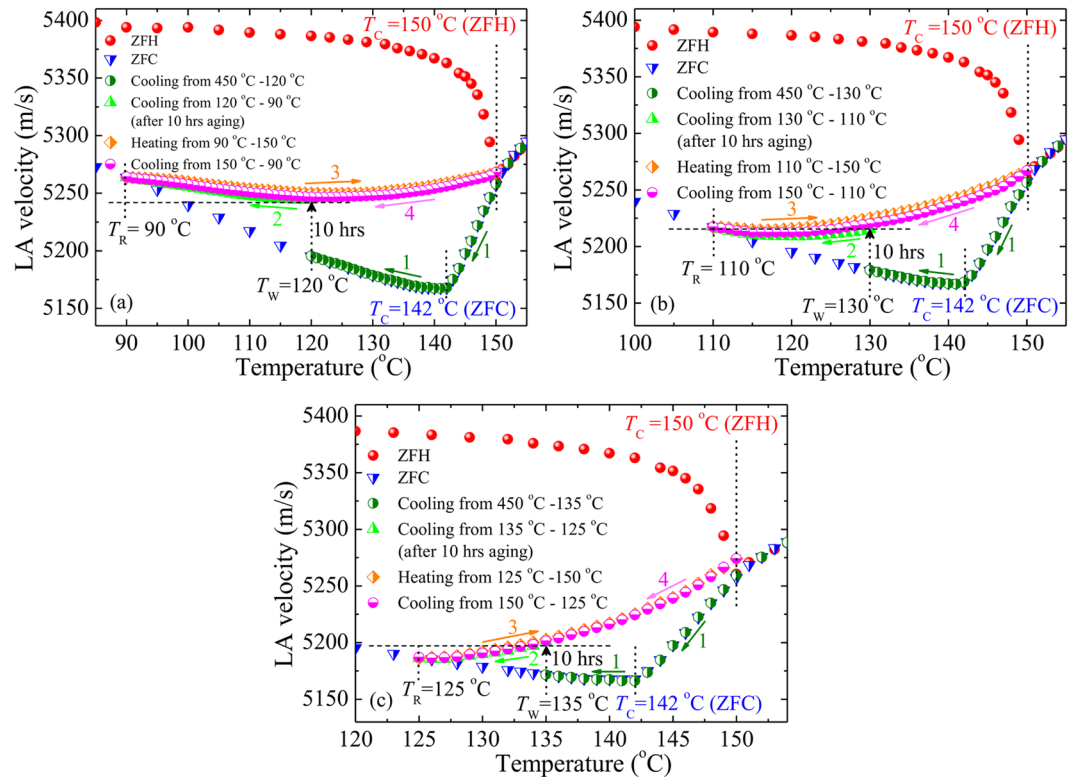 5400
5350
5300
5250
5200
5150
LA velocity (m/s)
T_C=150 °C (ZFH)
ZFH
ZFC
Cooling from 450 °C -120 °C
Cooling from 120 °C - 90 °C
(after 10 hrs aging)
Heating from 90 °C -150 °C
Cooling from 150 °C - 90 °C
3
2
4
T_R= 90 °C
10 hrs
1
1
T_W=120 °C
(a)
T_C=142 °C (ZFC)
90 100 110 120 130 140 150
Temperature (°C)
5400
5350
5300
5250
5200
5150
LA velocity (m/s)
T_C=150 °C (ZFH)
ZFH
ZFC
Cooling from 450 °C -130 °C
Cooling from 130 °C - 110 °C
(after 10 hrs aging)
Heating from 110 °C -150 °C
Cooling from 150 °C - 110 °C
3
4
2
T_R= 110 °C
10 hrs
1
1
T_W=130 °C
(b)
T_C=142 °C (ZFC)
100 110 120 130 140 150
Temperature (°C)
5400
5350
5300
5250
5200
5150
LA velocity (m/s)
T_C=150 °C (ZFH)
ZFH
ZFC
Cooling from 450 °C -135 °C
Cooling from 135 °C - 125 °C
(after 10 hrs aging)
Heating from 125 °C -150 °C
Cooling from 150 °C - 125 °C
4
3
1
2
10 hrs
1
T_R=125 °C
(c)
T_W=135 °C
T_C=142 °C (ZFC)
120 125 130 135 140 145 150
Temperature (°C)